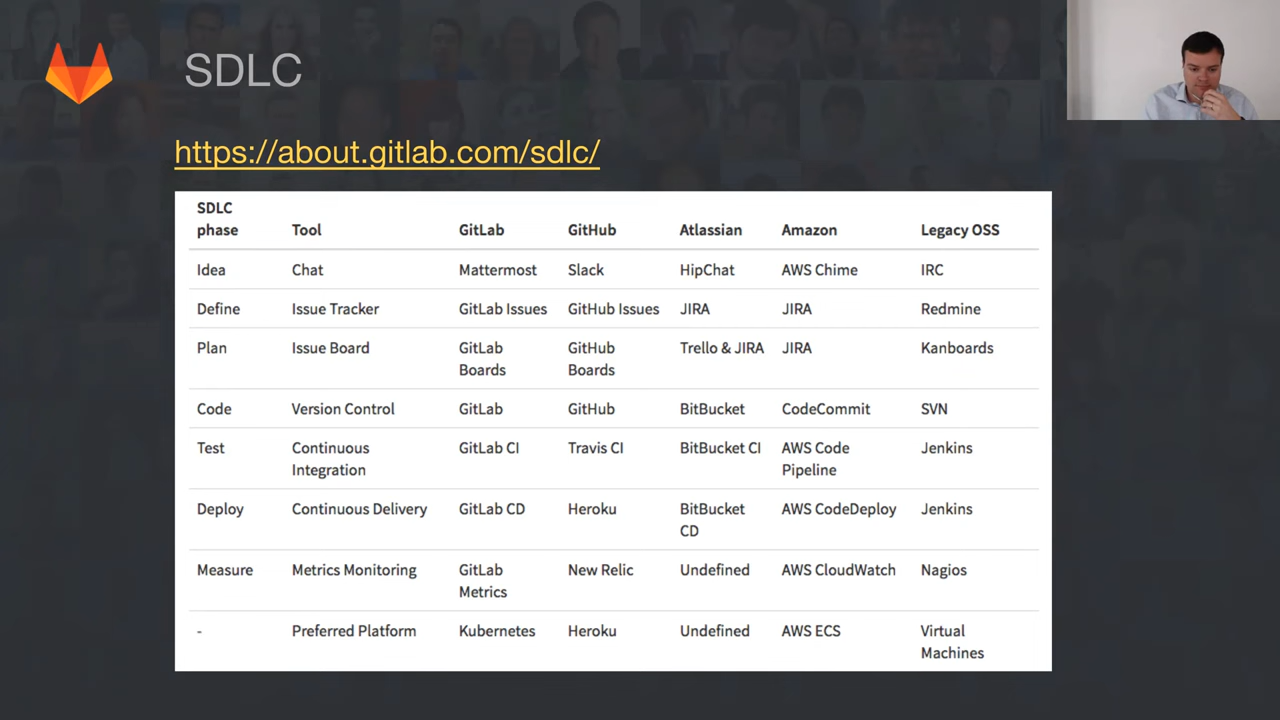 SDLC
https://about.gitlab.com/sdlc/
SDLC
phase Tool GitLab GitHub Atlassian Amazon Legacy OSS
Idea Chat Mattermost Slack HipChat AWS Chime IRC
Define Issue Tracker GitLab Issues GitHub Issues JIRA JIRA Redmine
Plan Issue Board GitLab GitHub Trello & JIRA JIRA Kanboards
Boards Boards
Code Version Control GitLab GitHub BitBucket CodeCommit SVN
Test Continuous GitLab CI Travis CI BitBucket CI AWS Code Jenkins
Integration Pipeline
Deploy Continuous Delivery GitLab CD Heroku BitBucket AWS CodeDeploy Jenkins
CD
Measure Metrics Monitoring GitLab New Relic Undefined AWS CloudWatch Nagios
Metrics
- Preferred Platform Kubernetes Heroku Undefined AWS ECS Virtual
Machines